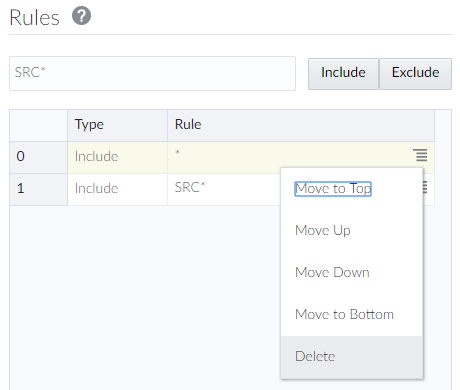 Rules ?
SRC*
Include Exclude
Type Rule
0 Include *
1 Include SRC*
Move to Top
Move Up
Move Down
Move to Bottom
Delete